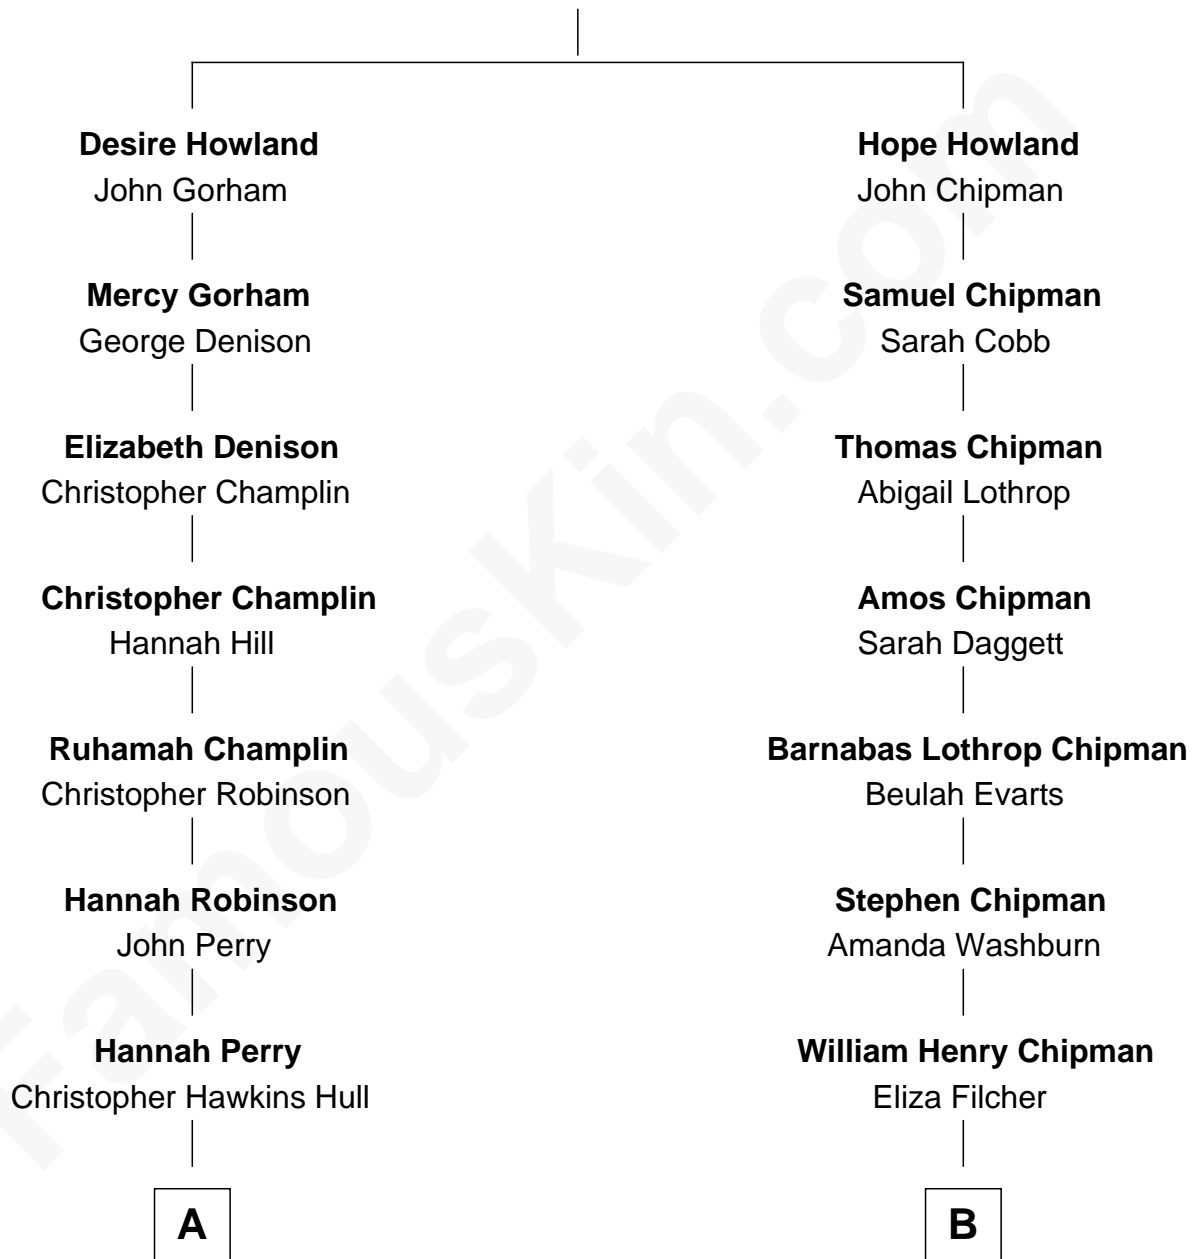 Desire Howland
John Gorham
Mercy Gorham
George Denison
Elizabeth Denison
Christopher Champlin
Christopher Champlin
Hannah Hill
Ruhamah Champlin
Christopher Robinson
Hannah Robinson
John Perry
Hannah Perry
Christopher Hawkins Hull
A
Hope Howland
John Chipman
Samuel Chipman
Sarah Cobb
Thomas Chipman
Abigail Lothrop
Amos Chipman
Sarah Daggett
Barnabas Lothrop Chipman
Beulah Evarts
Stephen Chipman
Amanda Washburn
William Henry Chipman
Eliza Filcher
B
FamousKin.com